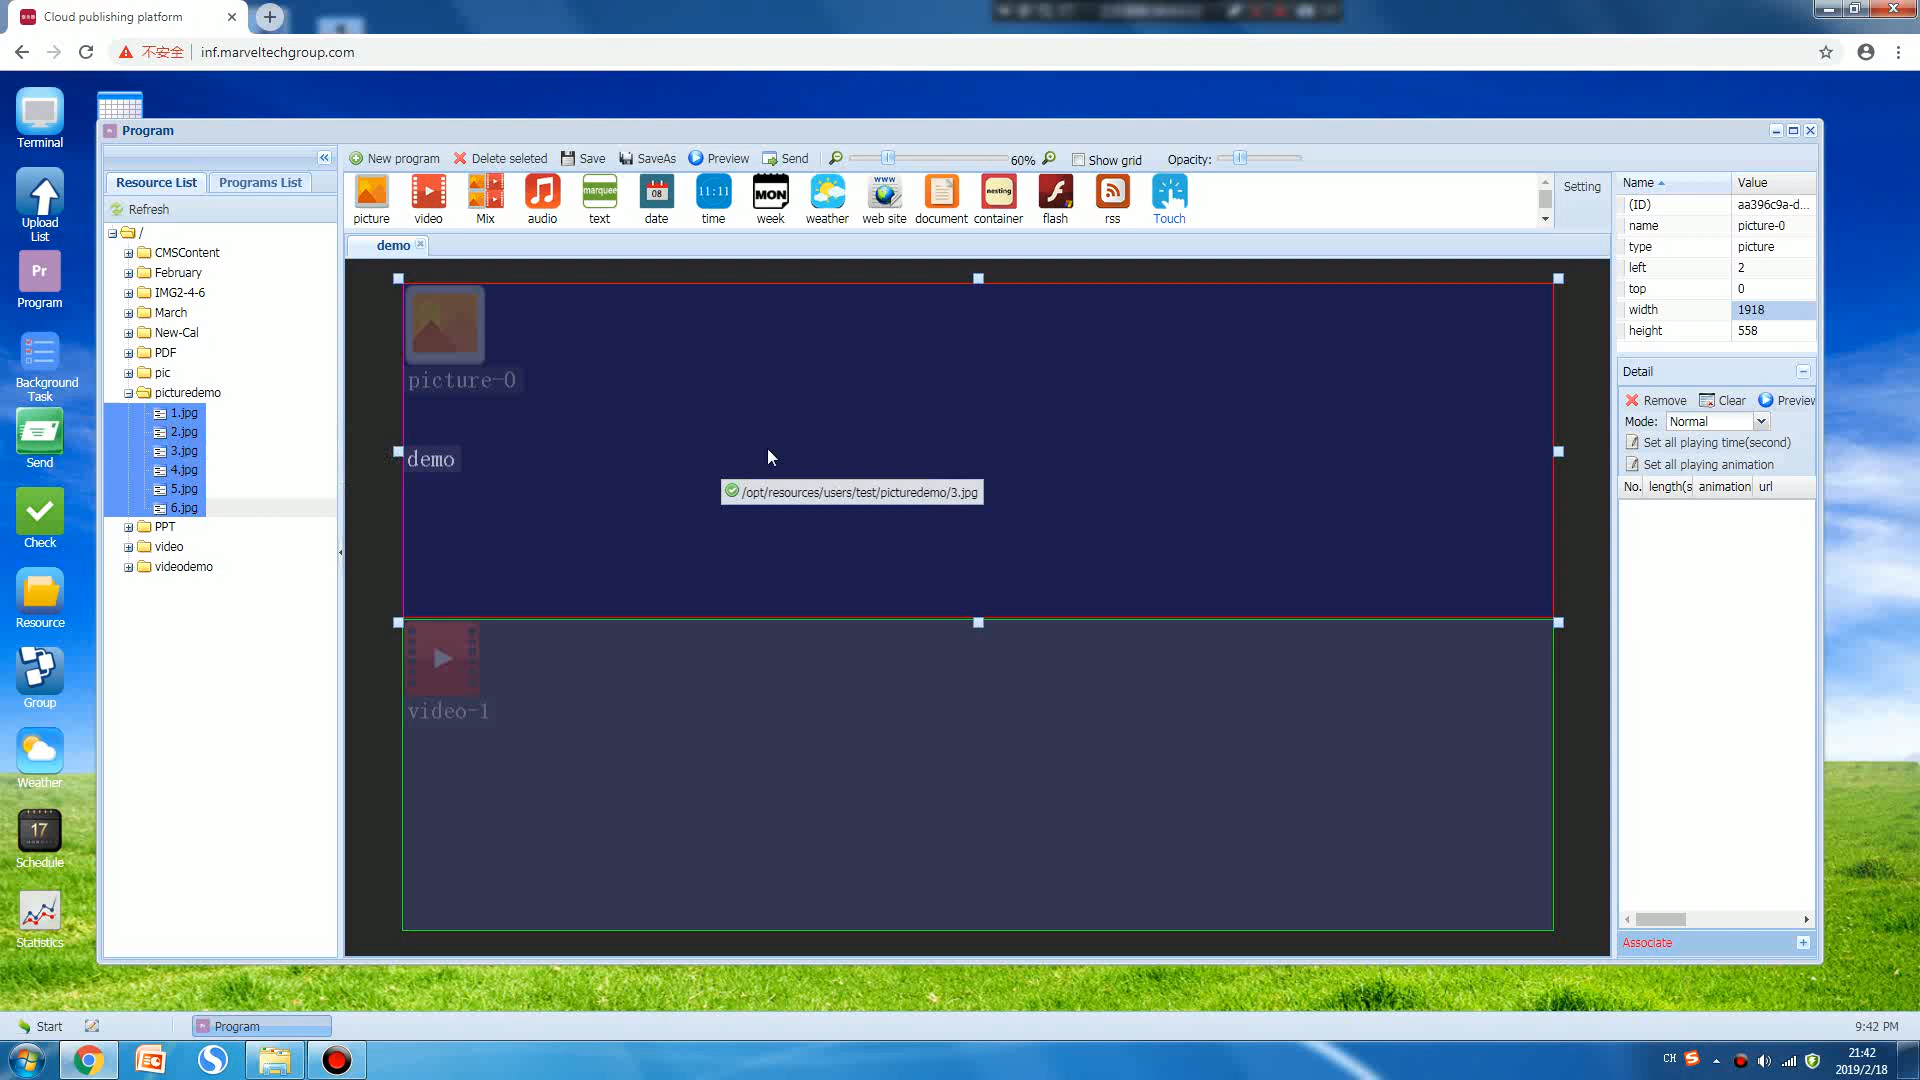 Cloud publishing platform
不安全 inf.marveltechgroup.com
Terminal
Upload
List
Pr
Program
Background
Task
Send
Check
Resource
Group
Weather
17
Schedule
Statistics
Program
Resource List Programs List
Refresh
/
CMSContent
February
IMG2-4-6
March
New-Cal
PDF
pic
picturedemo
1.jpg
2.jpg
3.jpg
4.jpg
5.jpg
6.jpg
PPT
video
videodemo
New program Delete seleted Save SaveAs Preview Send 60% Show grid Opacity:
marquee 08 11:11 MON WWW nesting
picture video Mix audio text date time week weather web site document container flash rss Touch
Setting
demo
picture-0
demo
/opt/resources/users/test/picturedemo/3.jpg
video-1
Name Value
(ID) aa396c9a-d...
name picture-0
type picture
left 2
top 0
width 1918
height 558
Detail
Remove Clear Preview
Mode: Normal
Set all playing time(second)
Set all playing animation
No. length(s animation url
Associate
Start Program 9:42 PM
CH 21:42
2019/2/18